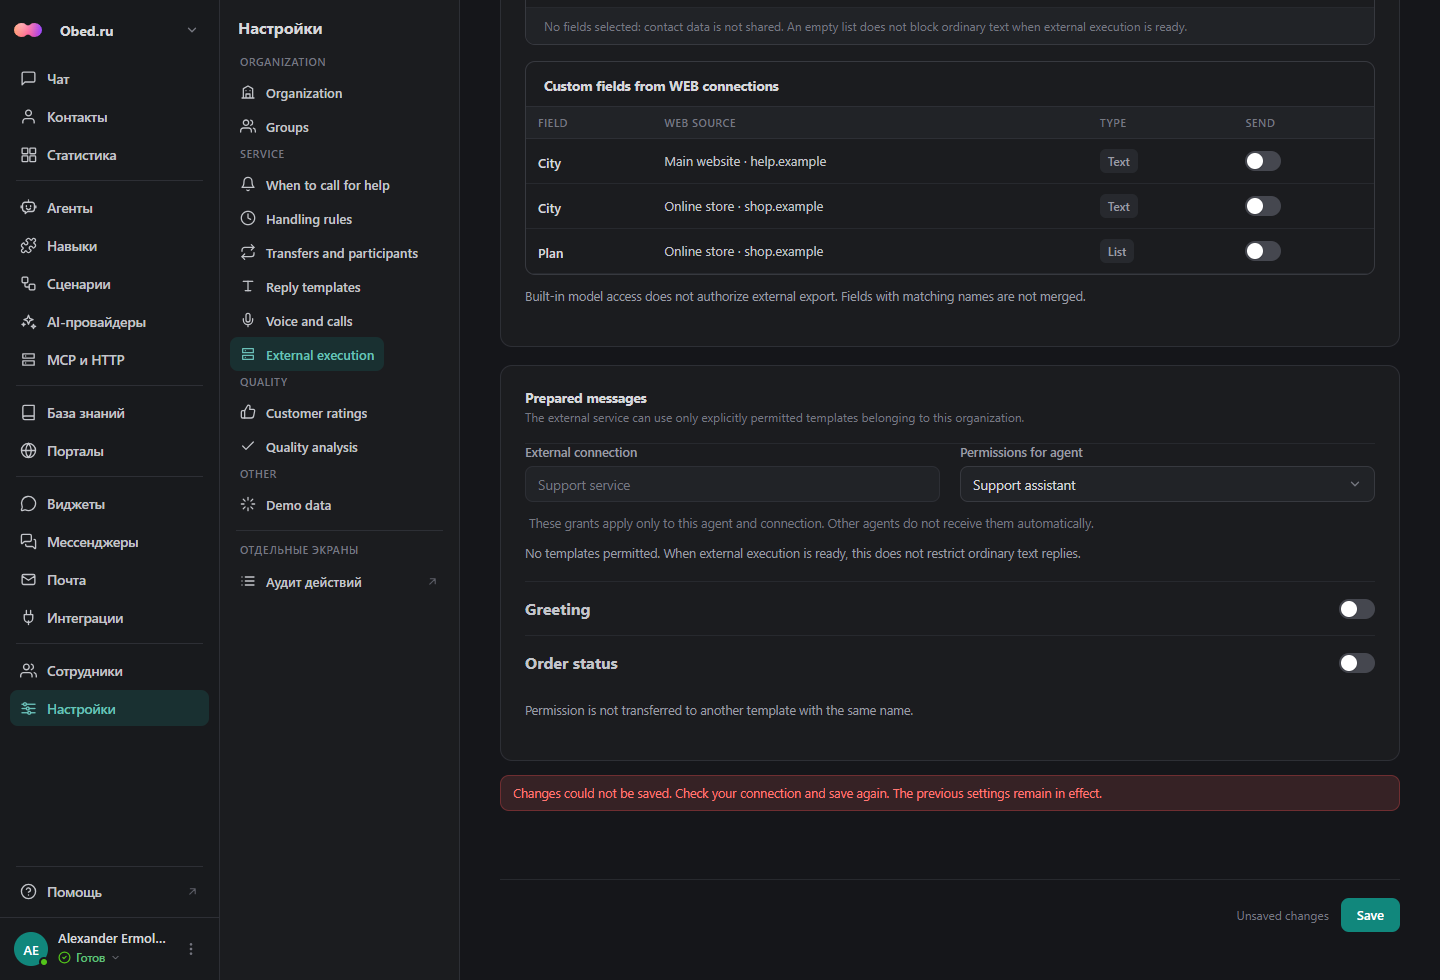 Obed.ru
Чат
Контакты
Статистика
Агенты
Навыки
Сценарии
AI-провайдеры
MCP и HTTP
База знаний
Порталы
Виджеты
Мессенджеры
Почта
Интеграции
Сотрудники
Настройки
Помощь
AE
Alexander Ermol...
Готов
Настройки
ORGANIZATION
Organization
Groups
SERVICE
When to call for help
Handling rules
Transfers and participants
Reply templates
Voice and calls
External execution
QUALITY
Customer ratings
Quality analysis
OTHER
Demo data
ОТДЕЛЬНЫЕ ЭКРАНЫ
Аудит действий
No fields selected: contact data is not shared. An empty list does not block ordinary text when external execution is ready.
Custom fields from WEB connections
FIELD WEB SOURCE TYPE SEND
City Main website · help.example Text
City Online store · shop.example Text
Plan Online store · shop.example List
Built-in model access does not authorize external export. Fields with matching names are not merged.
Prepared messages
The external service can use only explicitly permitted templates belonging to this organization.
External connection Permissions for agent
Support service Support assistant
These grants apply only to this agent and connection. Other agents do not receive them automatically.
No templates permitted. When external execution is ready, this does not restrict ordinary text replies.
Greeting
Order status
Permission is not transferred to another template with the same name.
Changes could not be saved. Check your connection and save again. The previous settings remain in effect.
Unsaved changes Save